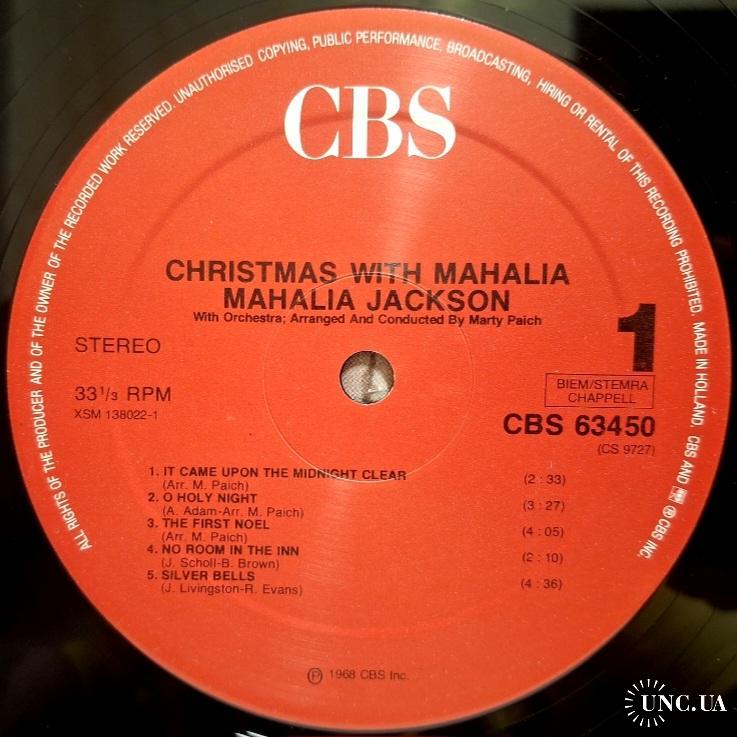 ALL RIGHTS OF THE PRODUCER AND OF THE OWNER OF THE RECORDED WORK RESERVED. UNAUTHORISED COPYING, PUBLIC PERFORMANCE, BROADCASTING, HIRING OR RENTAL OF THIS RECORDING PROHIBITED. MADE IN HOLLAND. CBS AND ℗ CBS INC.
CBS
CHRISTMAS WITH MAHALIA
MAHALIA JACKSON
With Orchestra; Arranged And Conducted By Marty Paich
STEREO
1
33 1/3 RPM
XSM 138022-1
BIEM/STEMRA
CHAPPELL
CBS 63450
(CS 9727)
1. IT CAME UPON THE MIDNIGHT CLEAR (2 : 33)
(Arr. M. Paich)
2. O HOLY NIGHT (3 : 27)
(A. Adam-Arr. M. Paich)
3. THE FIRST NOEL (4 : 05)
(Arr. M. Paich)
4. NO ROOM IN THE INN (2 : 10)
(J. Scholl-B. Brown)
5. SILVER BELLS (4 : 36)
(J. Livingston-R. Evans)
℗ 1968 CBS Inc.
UNC.UA